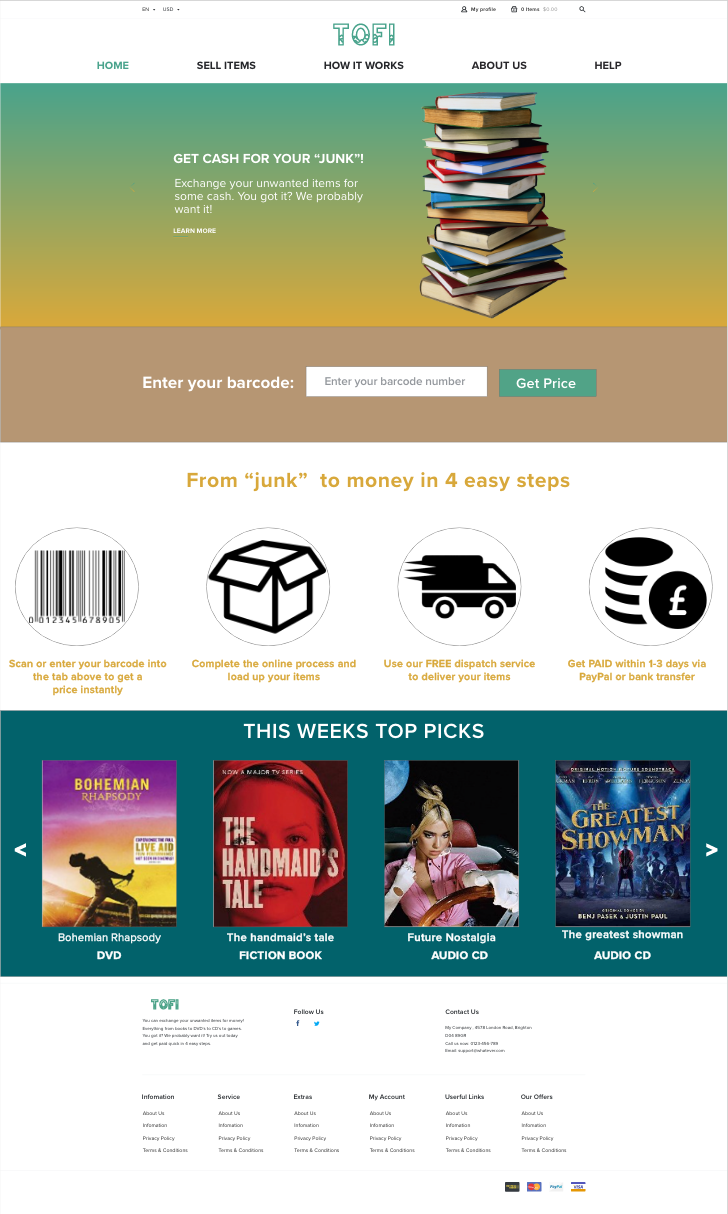 EN USD My profile 0 Items $0.00
TOFI
HOME SELL ITEMS HOW IT WORKS ABOUT US HELP
GET CASH FOR YOUR “JUNK”!
Exchange your unwanted items for
some cash. You got it? We probably
want it!
LEARN MORE
Enter your barcode: Enter your barcode number Get Price
From “junk” to money in 4 easy steps
0 012345 678905
£
Scan or enter your barcode into
the tab above to get a
price instantly
Complete the online process and
load up your items
Use our FREE dispatch service
to deliver your items
Get PAID within 1-3 days via
PayPal or bank transfer
THIS WEEKS TOP PICKS
<
BOHEMIAN
RHAPSODY
LIVE AID
NOW A MAJOR TV SERIES
THE
HANDMAID'S
TALE
ORIGINAL MOTION PICTURE SOUNDTRACK
THE
GREATEST
SHOWMAN
ORIGINAL SONGS BY
BENJ PASEK & JUSTIN PAUL
>
Bohemian Rhapsody
DVD
The handmaid's tale
FICTION BOOK
Future Nostalgia
AUDIO CD
The greatest showman
AUDIO CD
TOFI
You can exchange your unwanted items for money!
Everything from books to DVD's to CD's to games.
You got it? We probably want it! Try us out today
and get paid quick in 4 easy steps
Follow Us
Contact Us
My Company , 4578 London Road, Brighton
Call us now: 0123-456-789
Email: support@whatever.com
Infomation Service Extras My Account Userful Links Our Offers
About Us About Us About Us About Us About Us About Us
Infomation Infomation Infomation Infomation Infomation Infomation
Privacy Policy Privacy Policy Privacy Policy Privacy Policy Privacy Policy Privacy Policy
Terms & Conditions Terms & Conditions Terms & Conditions Terms & Conditions Terms & Conditions Terms & Conditions
PayPal VISA